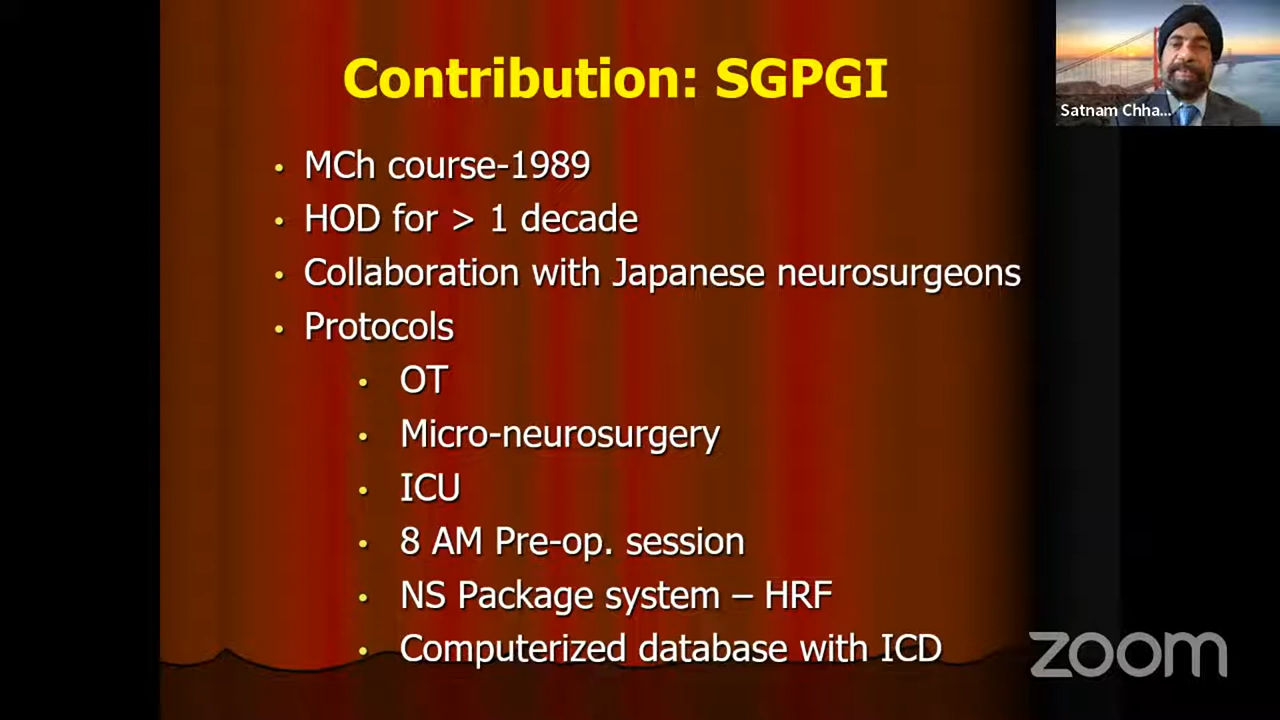 Contribution: SGPGI
Satnam Chha...
• MCh course-1989
• HOD for > 1 decade
• Collaboration with Japanese neurosurgeons
• Protocols
• OT
• Micro-neurosurgery
• ICU
• 8 AM Pre-op. session
• NS Package system – HRF
• Computerized database with ICD
zoom